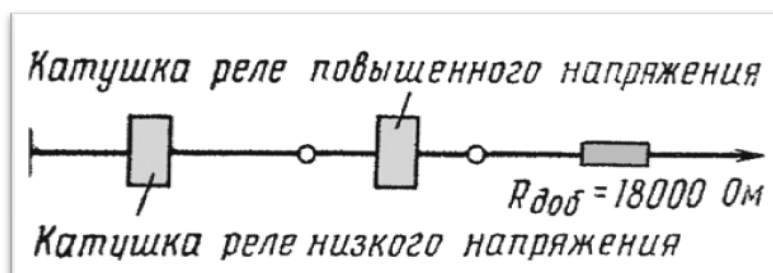 Катушка реле повышенного напряжения
Rдоб = 18000 Ом
Катушка реле низкого напряжения